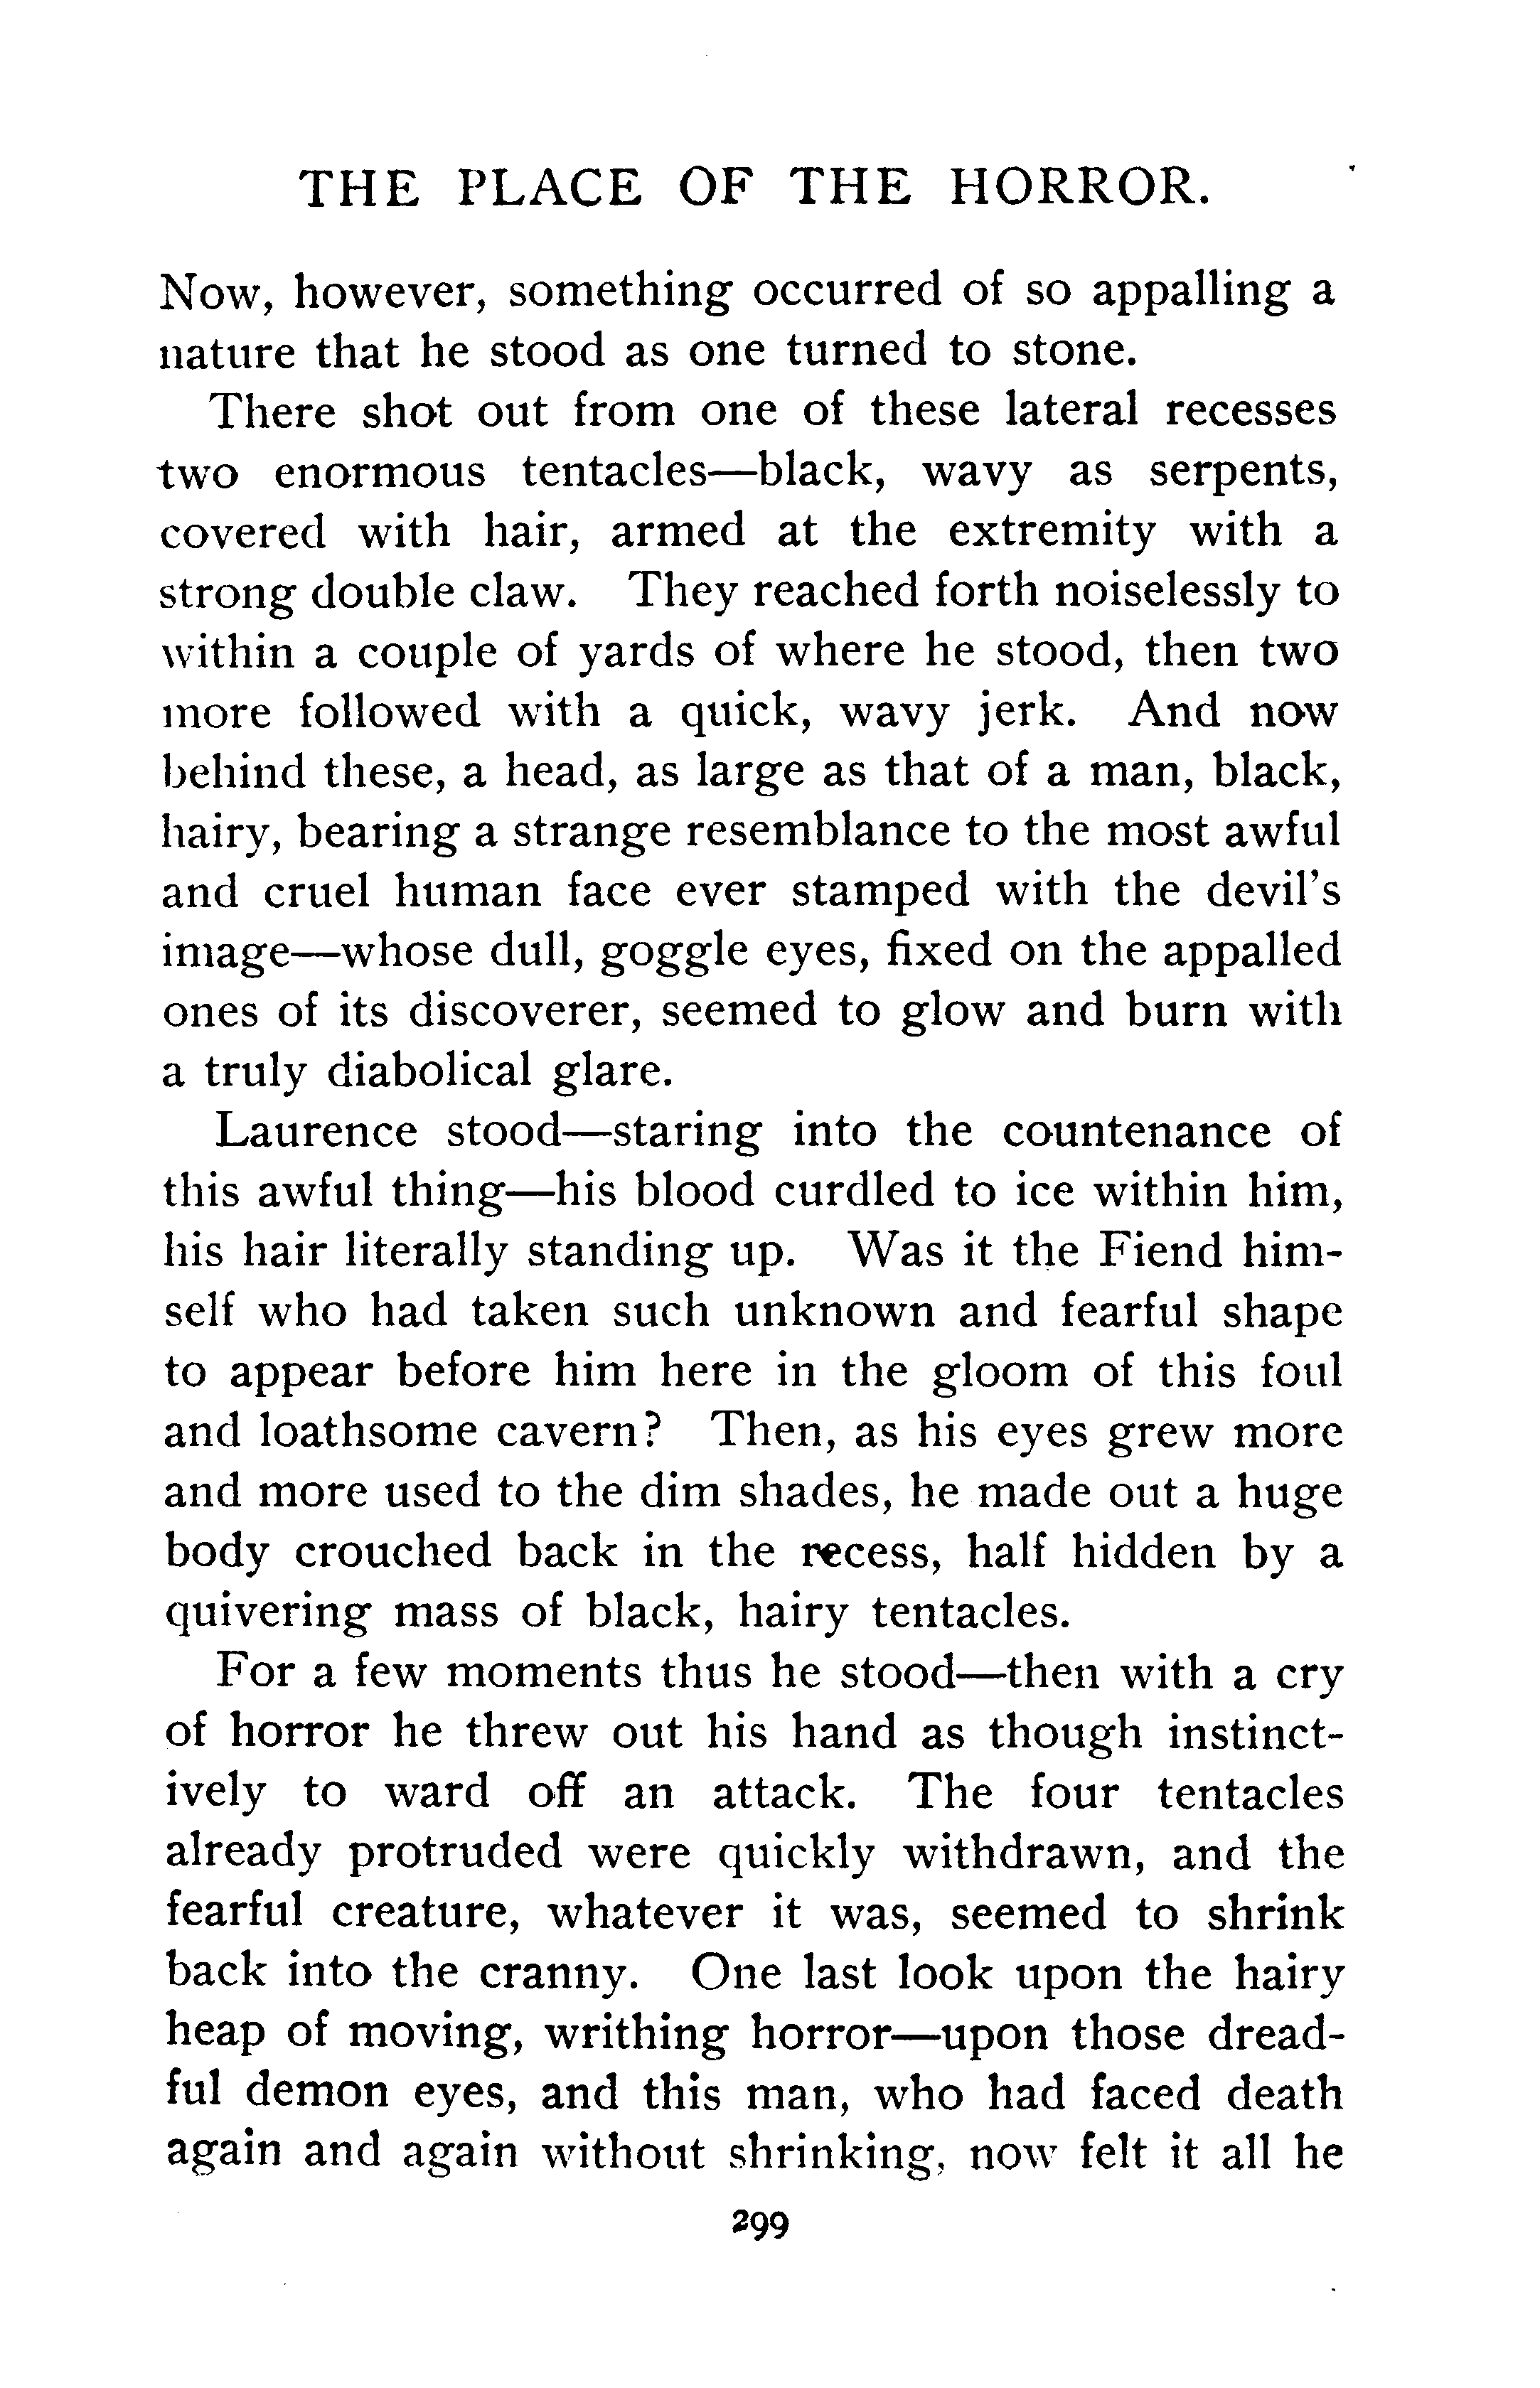 THE PLACE OF THE HORROR.
Now, however, something occurred of so appalling a
nature that he stood as one turned to stone.
There shot out from one of these lateral recesses
two enormous tentacles—black, wavy as serpents,
covered with hair, armed at the extremity with a
strong double claw. They reached forth noiselessly to
within a couple of yards of where he stood, then two
more followed with a quick, wavy jerk. And now
behind these, a head, as large as that of a man, black,
hairy, bearing a strange resemblance to the most awful
and cruel human face ever stamped with the devil's
image—whose dull, goggle eyes, fixed on the appalled
ones of its discoverer, seemed to glow and burn with
a truly diabolical glare.
Laurence stood—staring into the countenance of
this awful thing—his blood curdled to ice within him,
his hair literally standing up. Was it the Fiend him-
self who had taken such unknown and fearful shape
to appear before him here in the gloom of this foul
and loathsome cavern? Then, as his eyes grew more
and more used to the dim shades, he made out a huge
body crouched back in the recess, half hidden by a
quivering mass of black, hairy tentacles.
For a few moments thus he stood—then with a cry
of horror he threw out his hand as though instinct-
ively to ward off an attack. The four tentacles
already protruded were quickly withdrawn, and the
fearful creature, whatever it was, seemed to shrink
back into the cranny. One last look upon the hairy
heap of moving, writhing horror—upon those dread-
ful demon eyes, and this man, who had faced death
again and again without shrinking, now felt it all he
299